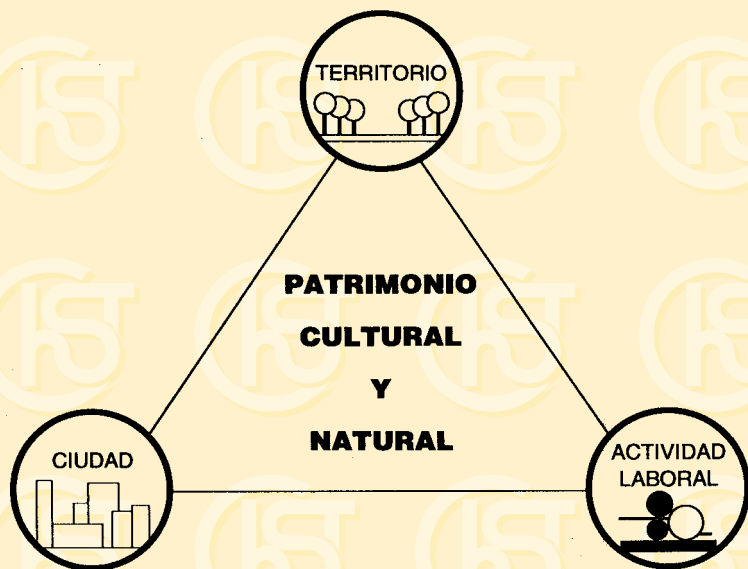 TERRITORIO
PATRIMONIO
CULTURAL
Y
NATURAL
CIUDAD
ACTIVIDAD
LABORAL